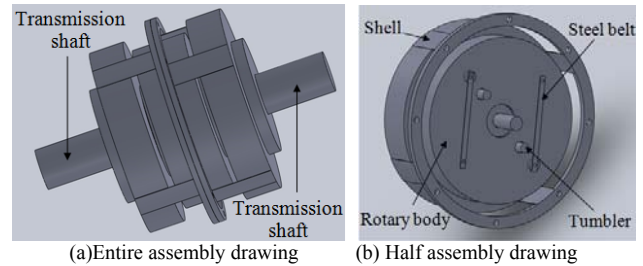 Transmission
shaft
Transmission
shaft
(a)Entire assembly drawing
Shell
Steel belt
Rotary body
Tumbler
(b) Half assembly drawing